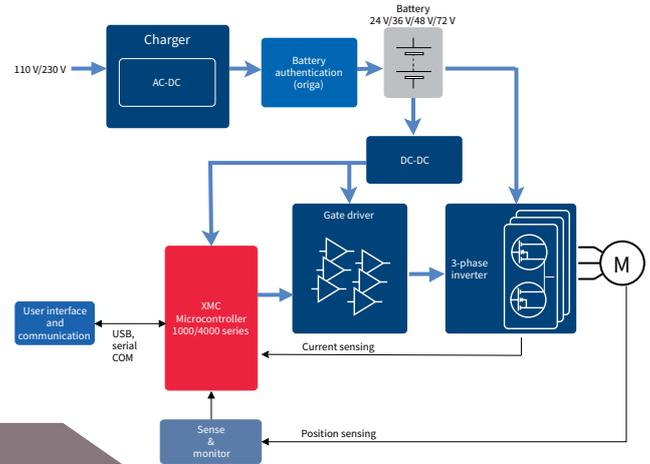 Battery
24 V/36 V/48 V/72 V
Charger
110 V/230 V
AC-DC
Battery
authentication
(origa)
DC-DC
Gate driver
3-phase
inverter
M
XMC
Microcontroller
1000/4000 series
User interface
and
communication
USB,
serial
COM
Current sensing
Sense
&
monitor
Position sensing